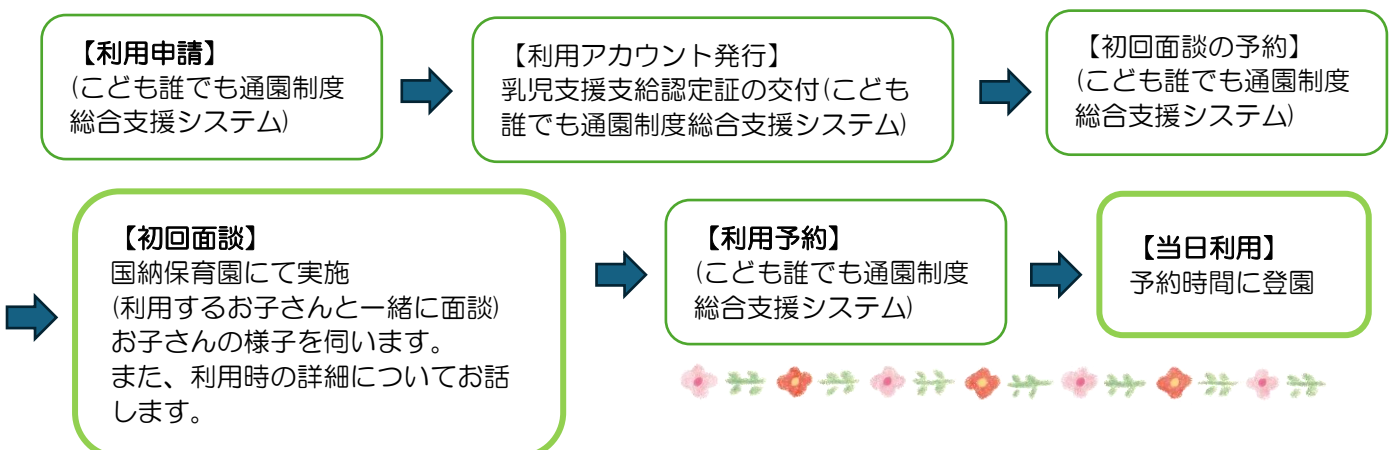 【利用申請】
(こども誰でも通園制度
総合支援システム)
【利用アカウント発行】
乳児支援支給認定証の交付(こども
誰でも通園制度総合支援システム)
【初回面談の予約】
(こども誰でも通園制度
総合支援システム)
【初回面談】
国納保育園にて実施
(利用するお子さんと一緒に面談)
お子さんの様子を伺います。
また、利用時の詳細についてお話
します。
【利用予約】
(こども誰でも通園制度
総合支援システム)
【当日利用】
予約時間に登園